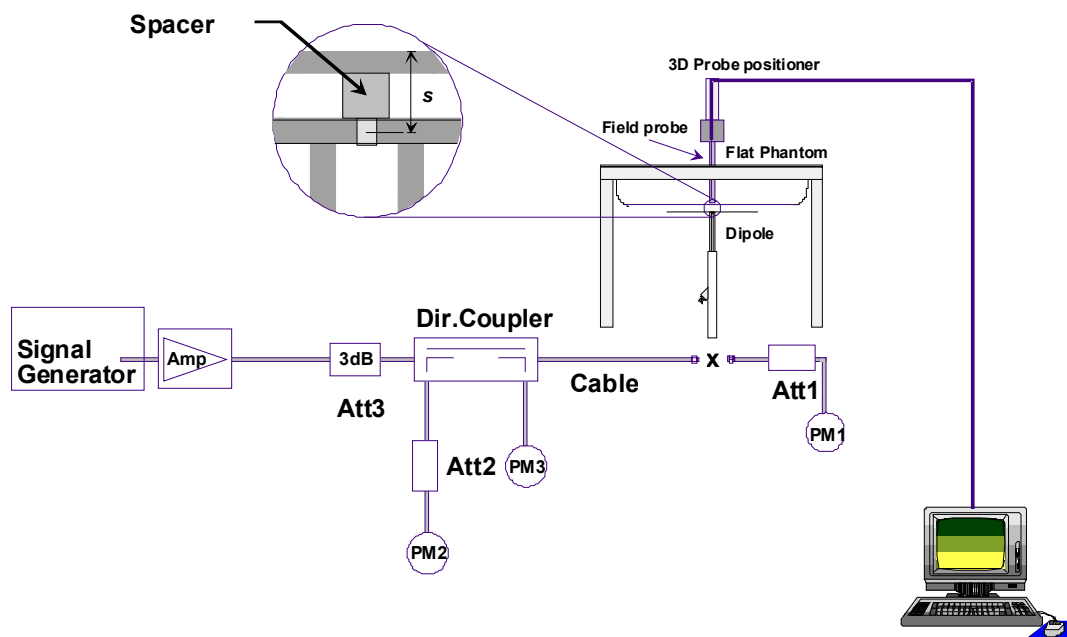 Spacer
s
3D Probe positioner
Field probe
Flat Phantom
Dipole
Dir.Coupler
Signal
Generator
Amp
3dB
Att3
Cable
x
Att1
PM1
Att2
PM3
PM2